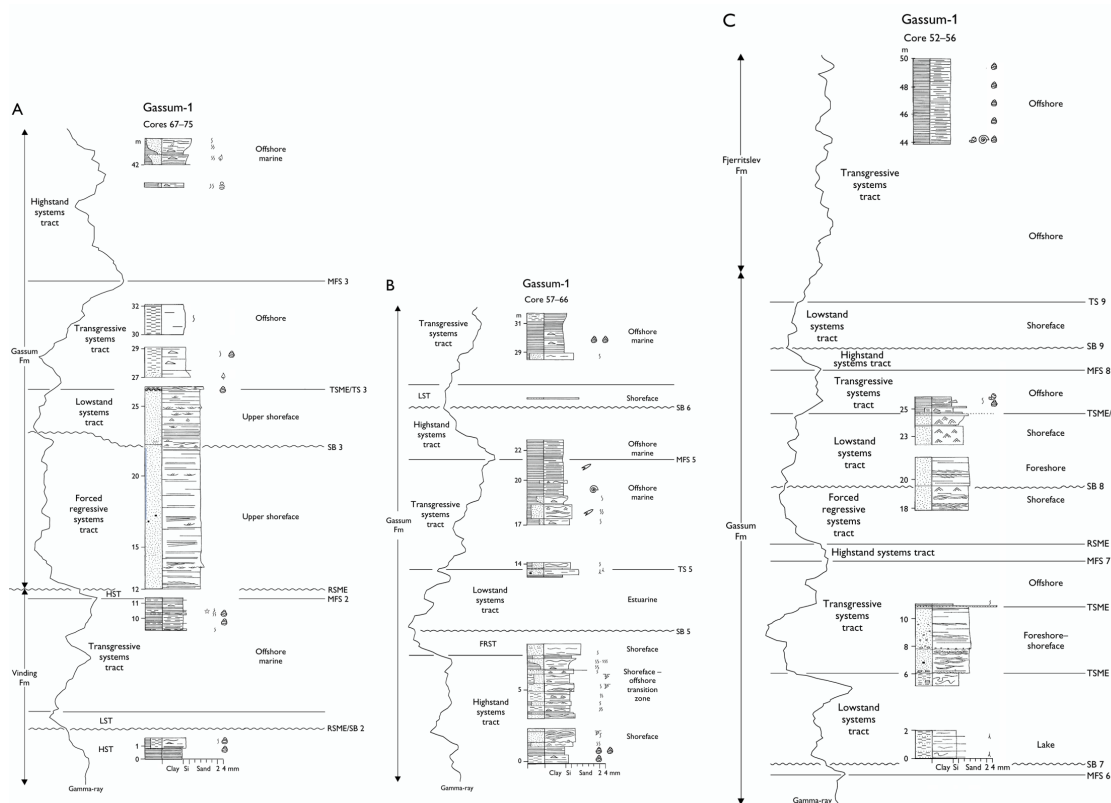 A
Gassum-1
Cores 67–75
m
42
Offshore
marine
Highstand
systems
tract
MFS 3
32
30
Offshore
Transgressive
systems
tract
29
27
Gassum
Fm
TSME/TS 3
Lowstand
systems
tract
25
Upper shoreface
SB 3
20
Forced
regressive
systems
tract
Upper shoreface
15
12
RSME
HST
MFS 2
11
10
Transgressive
systems
tract
Offshore
marine
Vinding
Fm
LST
RSME/SB 2
HST
1
0
Clay Si Sand 2 4 mm
Gamma-ray
B
Gassum-1
Core 57–66
m
31
29
Transgressive
systems
tract
Offshore
marine
LST
Shoreface
SB 6
Highstand
systems
tract
22
Offshore
marine
MFS 5
20
Offshore
marine
17
Transgressive
systems
tract
Gassum
Fm
14
TS 5
Lowstand
systems
tract
Estuarine
SB 5
FRST
Shoreface
Shoreface –
offshore
transition
zone
5
Highstand
systems
tract
Shoreface
0
Clay Si Sand 2 4 mm
Gamma-ray
C
Gassum-1
Core 52–56
m
50
48
46
44
Offshore
Fjerritslev
Fm
Transgressive
systems
tract
Offshore
TS 9
Lowstand
systems
tract
Shoreface
SB 9
Highstand
systems tract
MFS 8
Transgressive
systems
tract
Offshore
25
TSME/
23
Shoreface
Lowstand
systems
tract
Foreshore
20
SB 8
Shoreface
18
Forced
regressive
systems
tract
Gassum
Fm
RSME
Highstand systems tract
MFS 7
Offshore
Transgressive
systems
tract
TSME
10
8
6
Foreshore–
shoreface
TSME
Lowstand
systems
tract
2
0
Lake
Clay Si Sand 2 4 mm
SB 7
MFS 6
Gamma-ray